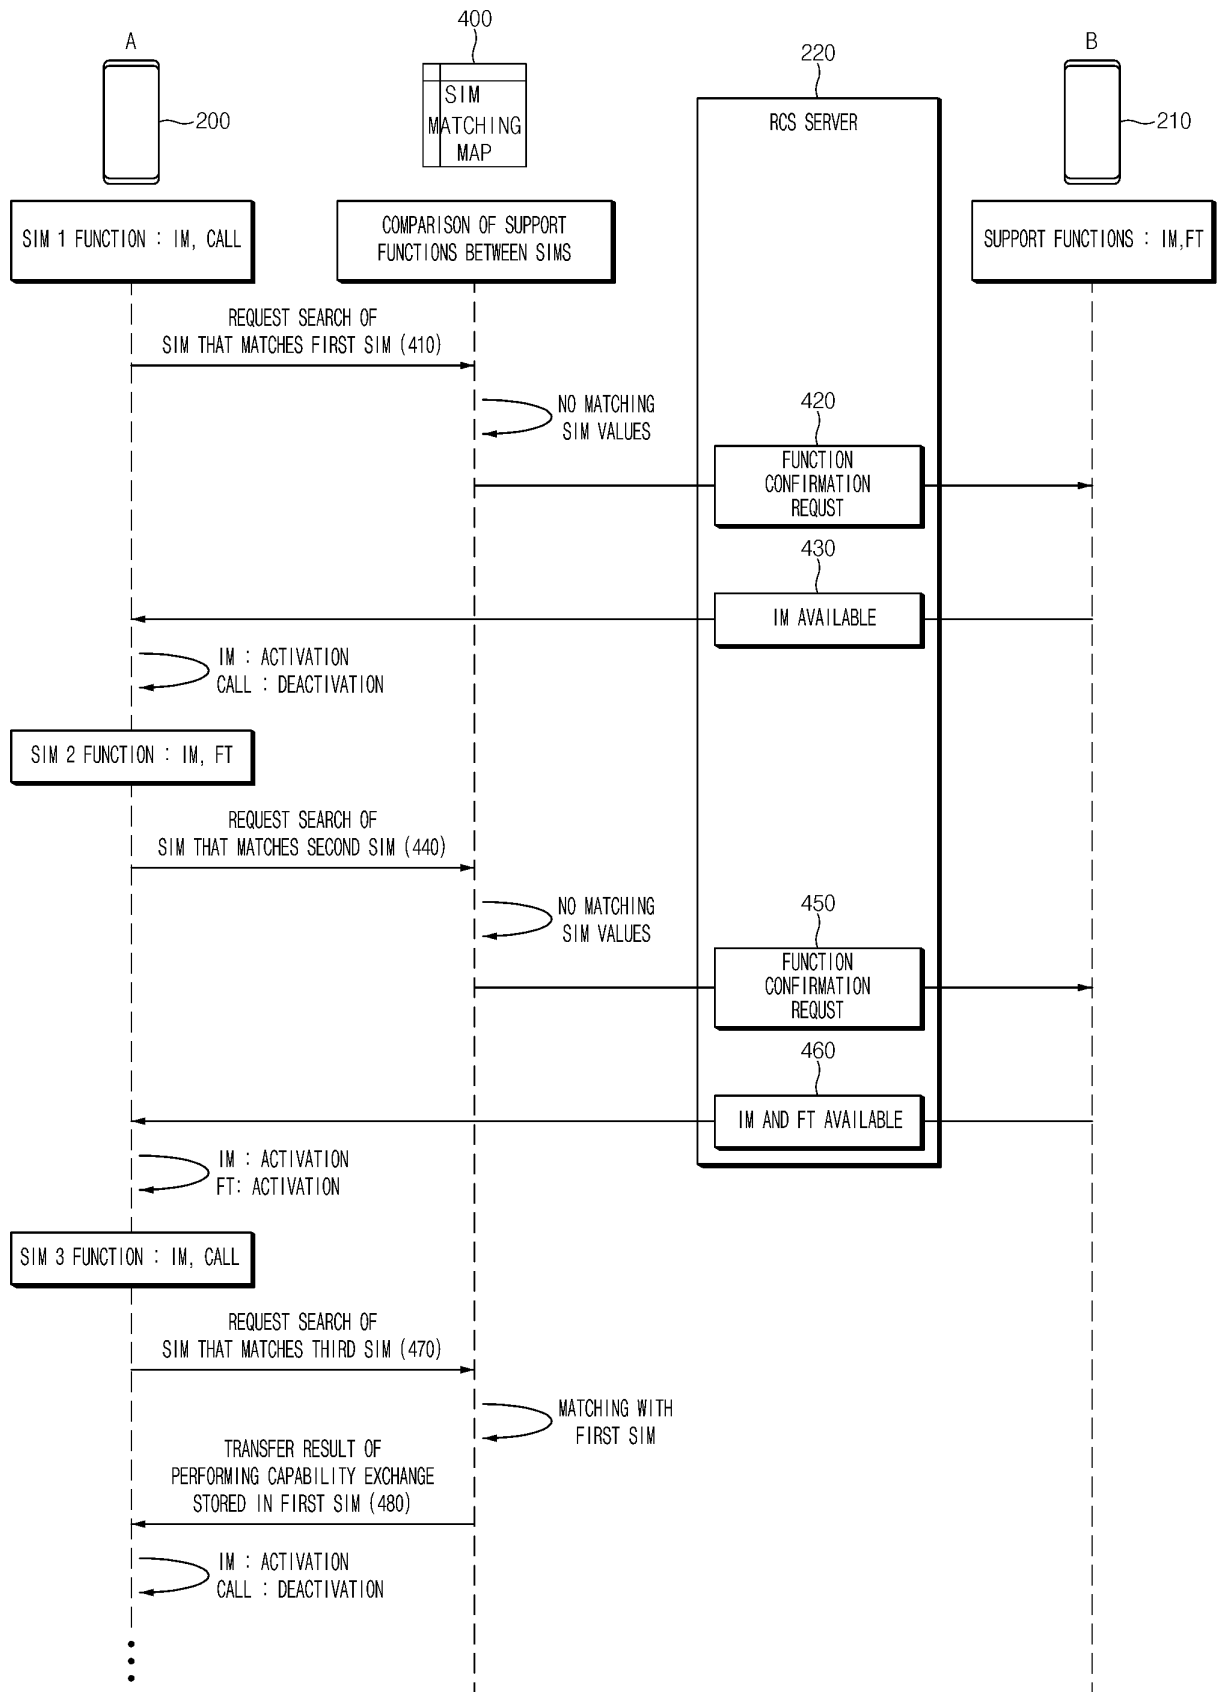 400
A
220
B
SIM
MATCHING
MAP
200
RCS SERVER
210
SIM 1 FUNCTION : IM, CALL
COMPARISON OF SUPPORT
FUNCTIONS BETWEEN SIMS
SUPPORT FUNCTIONS : IM,FT
REQUEST SEARCH OF
SIM THAT MATCHES FIRST SIM (410)
NO MATCHING
SIM VALUES
420
FUNCTION
CONFIRMATION
REQUST
430
IM AVAILABLE
IM : ACTIVATION
CALL : DEACTIVATION
SIM 2 FUNCTION : IM, FT
REQUEST SEARCH OF
SIM THAT MATCHES SECOND SIM (440)
NO MATCHING
SIM VALUES
450
FUNCTION
CONFIRMATION
REQUST
460
IM AND FT AVAILABLE
IM : ACTIVATION
FT: ACTIVATION
SIM 3 FUNCTION : IM, CALL
REQUEST SEARCH OF
SIM THAT MATCHES THIRD SIM (470)
MATCHING WITH
FIRST SIM
TRANSFER RESULT OF
PERFORMING CAPABILITY EXCHANGE
STORED IN FIRST SIM (480)
IM : ACTIVATION
CALL : DEACTIVATION